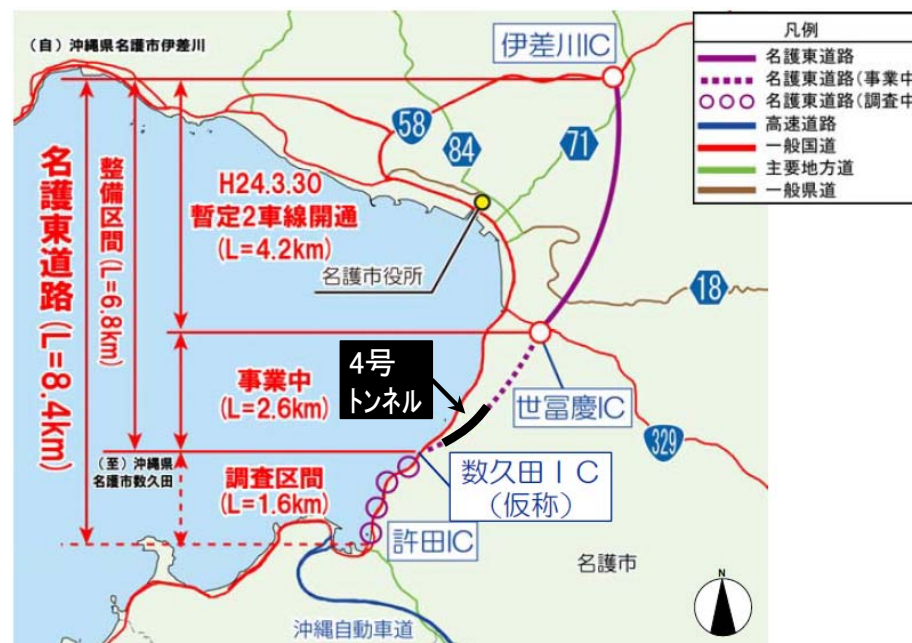 （自）沖縄県名護市伊差川
伊差川IC
凡例
名護東道路
名護東道路（事業中
名護東道路（調査中
高速道路
一般国道
主要地方道
一般県道
58
84
71
名護東道路（L=8.4km）
整備区間（L=6.8km）
H24.3.30
暫定2車線開通
（L=4.2km）
名護市役所
18
4号
トンネル
事業中
（L=2.6km）
世冨慶IC
329
（至）沖縄県
名護市数久田
調査区間
（L=1.6km）
数久田IC
（仮称）
許田IC
名護市
沖縄自動車道
N